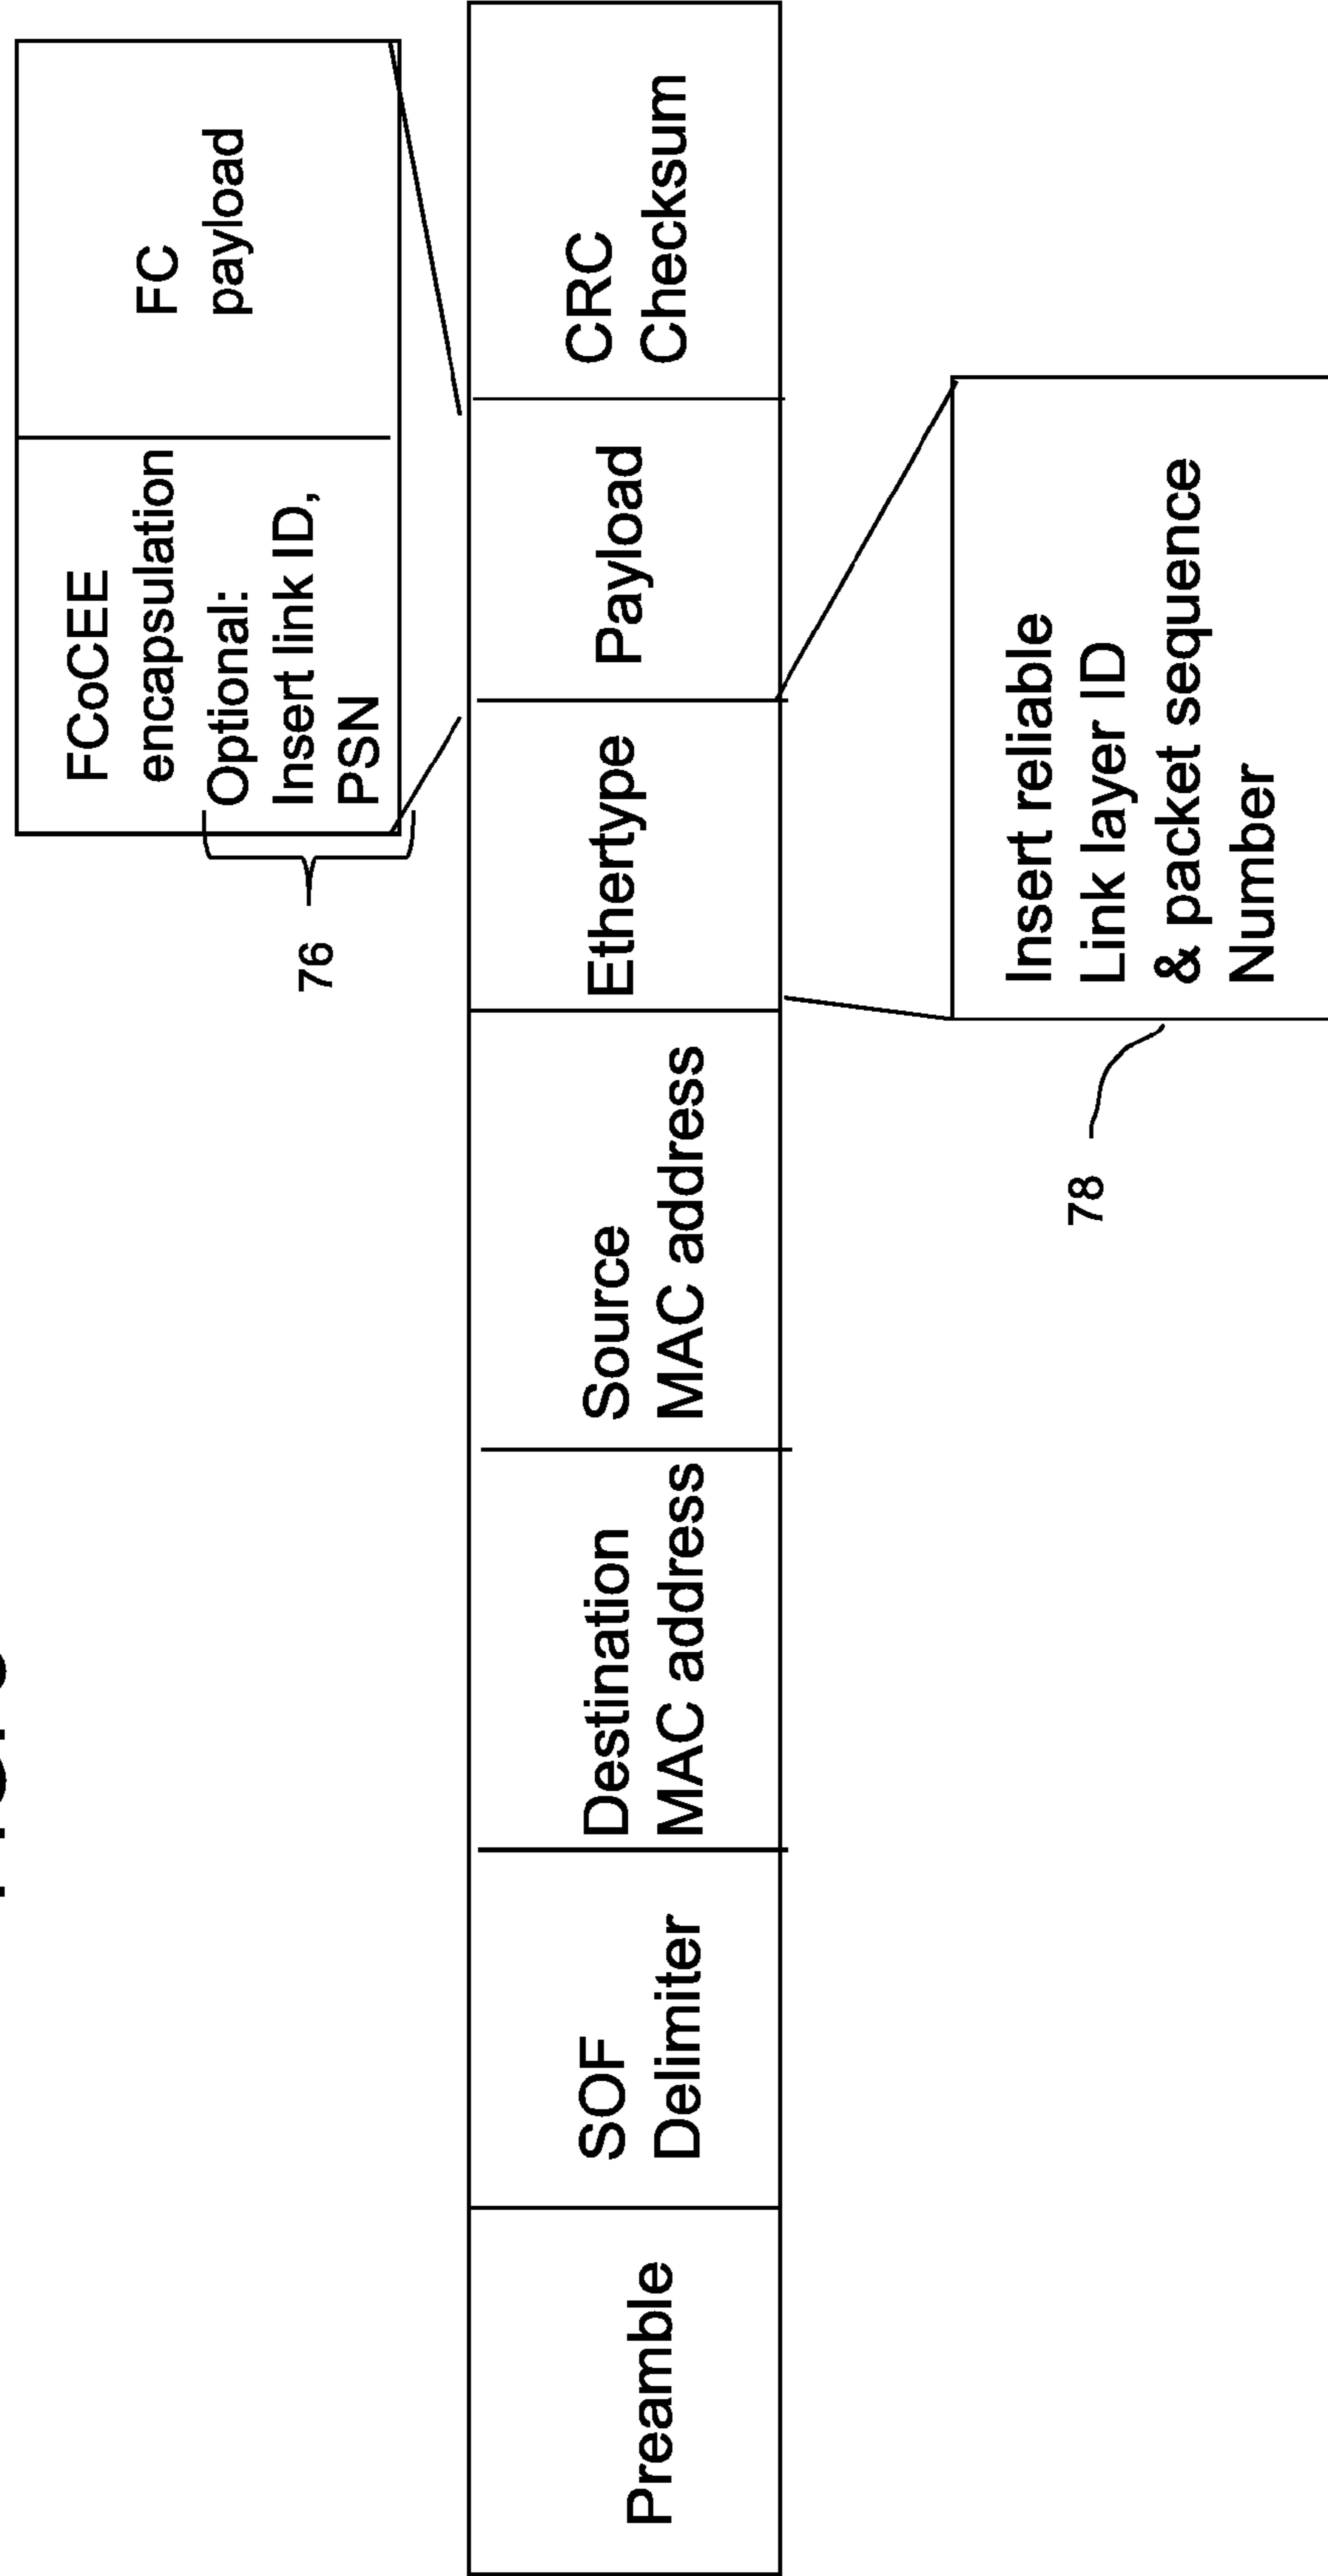 FCoCEE
encapsulation
Optional:
Insert link ID,
PSN
FC
payload
76
Preamble
SOF
Delimiter
Destination
MAC address
Source
MAC address
Ethertype
Payload
CRC
Checksum
78
Insert reliable
Link layer ID
& packet sequence
Number